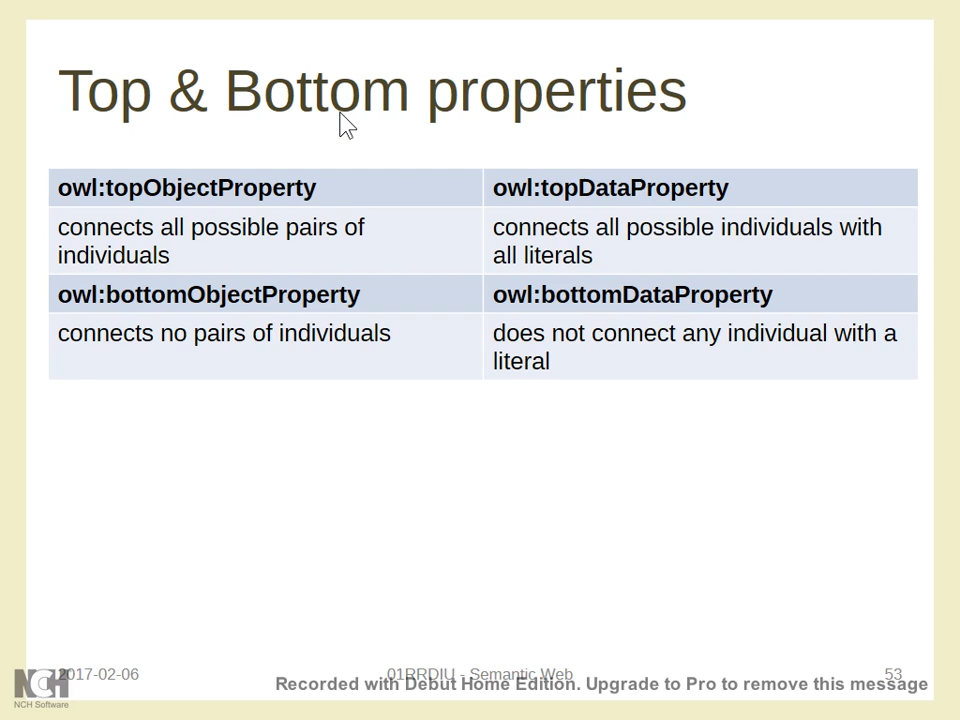 Top & Bottom properties
owl:topObjectProperty
owl:topDataProperty
connects all possible pairs of
individuals
connects all possible individuals with
all literals
owl:bottomObjectProperty
owl:bottomDataProperty
connects no pairs of individuals
does not connect any individual with a
literal
2017-02-06
01RRDIU - Semantic Web
53
Recorded with Debut Home Edition. Upgrade to Pro to remove this message
NCH
NCH Software